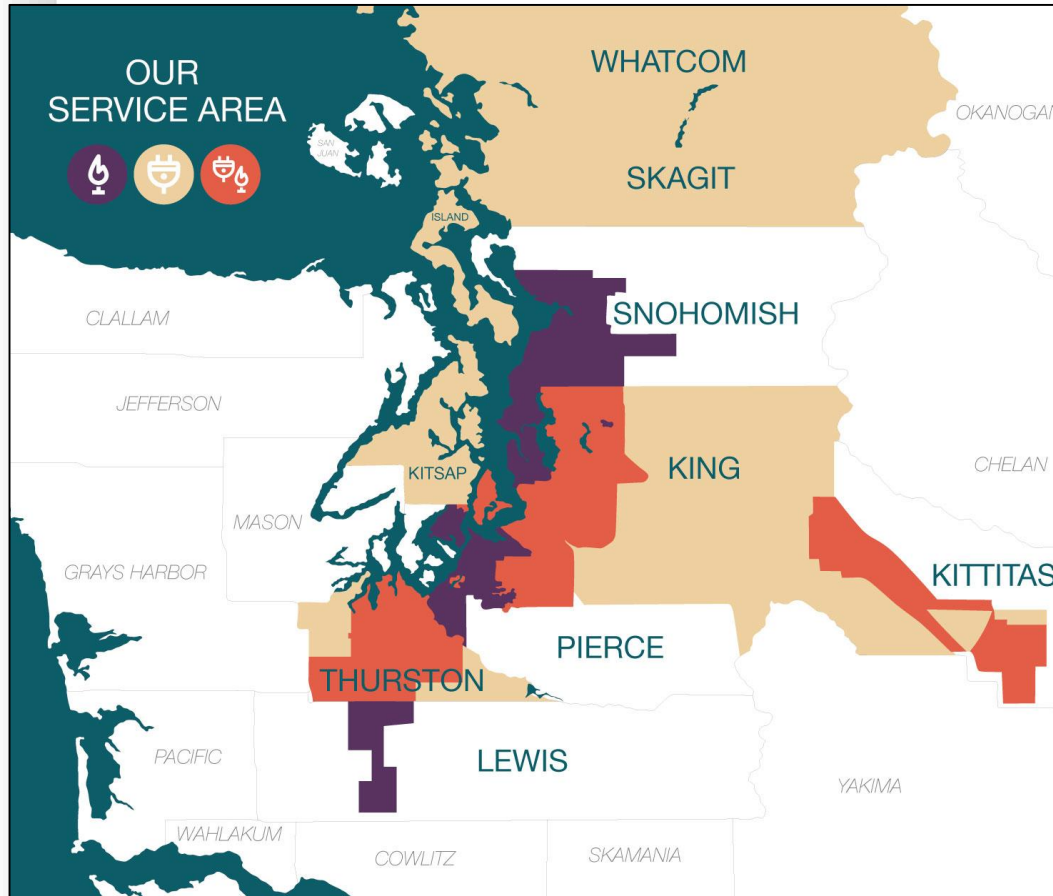 OUR
SERVICE AREA
WHATCOM
OKANOGAN
SAN
JUAN
SKAGIT
ISLAND
SNOHOMISH
CLALLAM
JEFFERSON
KING
KITSAP
CHELAN
MASON
GRAYS HARBOR
KITTITAS
PIERCE
THURSTON
PACIFIC
LEWIS
YAKIMA
WAHLAKUM
COWLITZ
SKAMANIA